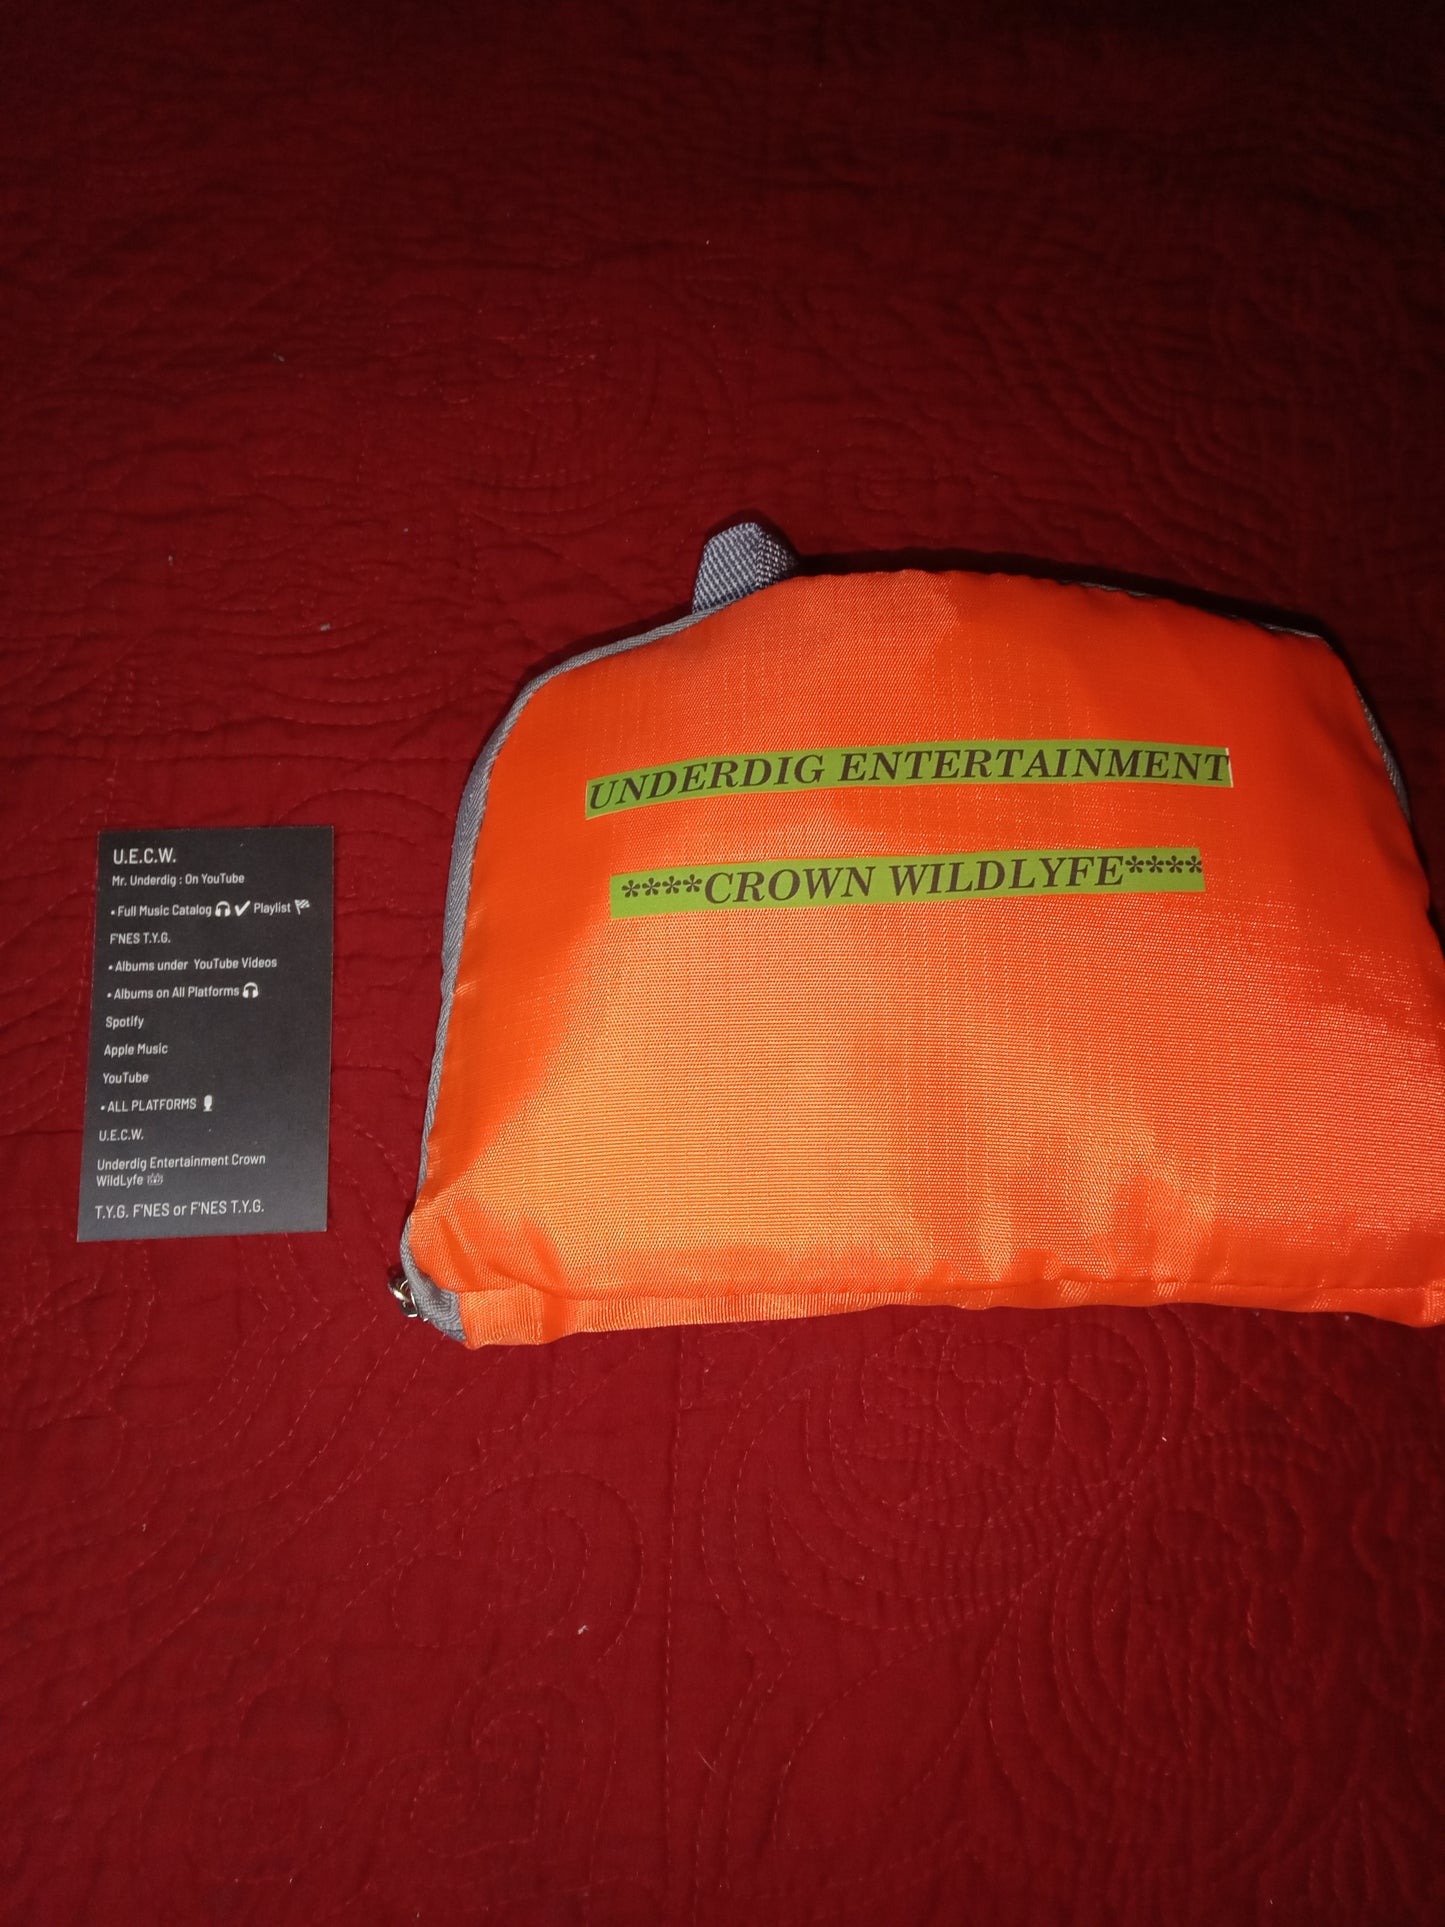 U.E.C.W.
Mr. Underdig : On YouTube
• Full Music Catalog 🎧 ✔ Playlist 🏁
F'NES T.Y.G.
• Albums under YouTube Videos
• Albums on All Platforms 🎧
Spotify
Apple Music
YouTube
• ALL PLATFORMS 🎙
U.E.C.W.
Underdig Entertainment Crown
WildLyfe 👑
T.Y.G. F'NES or F'NES T.Y.G.
UNDERDIG ENTERTAINMENT
****CROWN WILDLYFE****